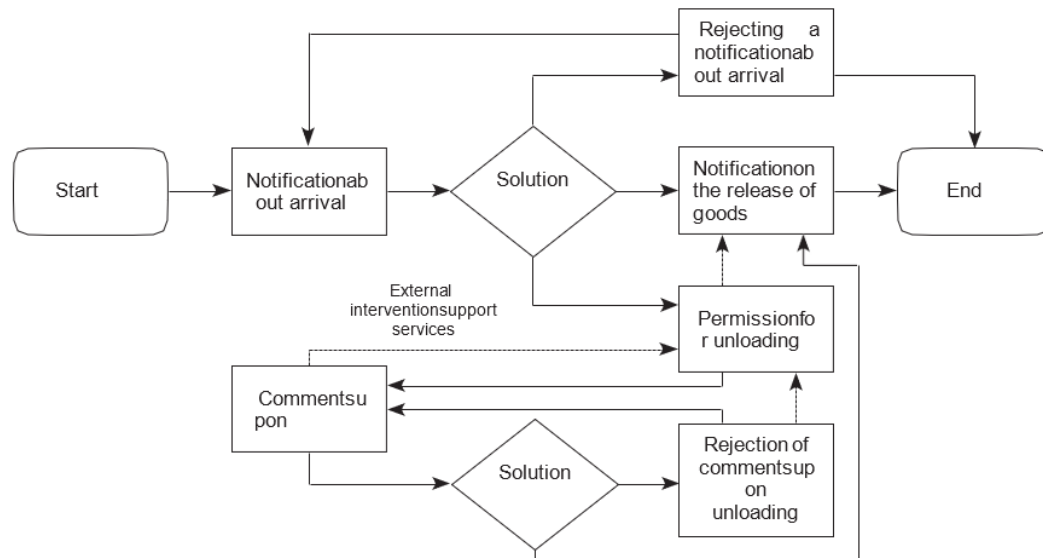 Rejecting a
notificationab
out arrival
Start
Notificationab
out arrival
Solution
Notificationon
the release of
goods
End
External
interventionsupport
services
Permissionfo
r unloading
Commentsu
pon
Solution
Rejection of
commentsup
on
unloading